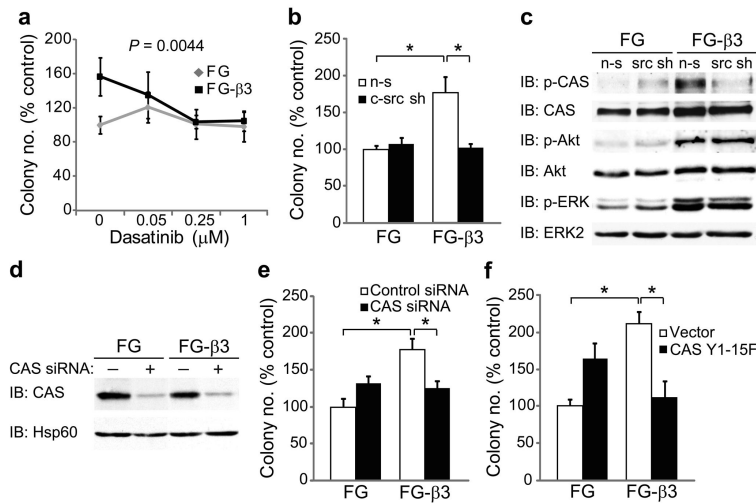 a
P = 0.0044
FG
FG-β3
Colony no. (% control)
200
160
120
80
40
0
0 0.05 0.25 1
Dasatinib (μM)
b
n-s
c-src sh
* *
Colony no. (% control)
250
200
150
100
50
0
FG FG-β3
c
FG FG-β3
n-s src sh n-s src sh
IB: p-CAS
IB: CAS
IB: p-Akt
IB: Akt
IB: p-ERK
IB: ERK2
d
FG FG-β3
CAS siRNA: – + – +
IB: CAS
IB: Hsp60
e
Control siRNA
CAS siRNA
* *
Colony no. (% control)
250
200
150
100
50
0
FG FG-β3
f
* *
Vector
CAS Y1-15F
Colony no. (% control)
250
200
150
100
50
0
FG FG-β3